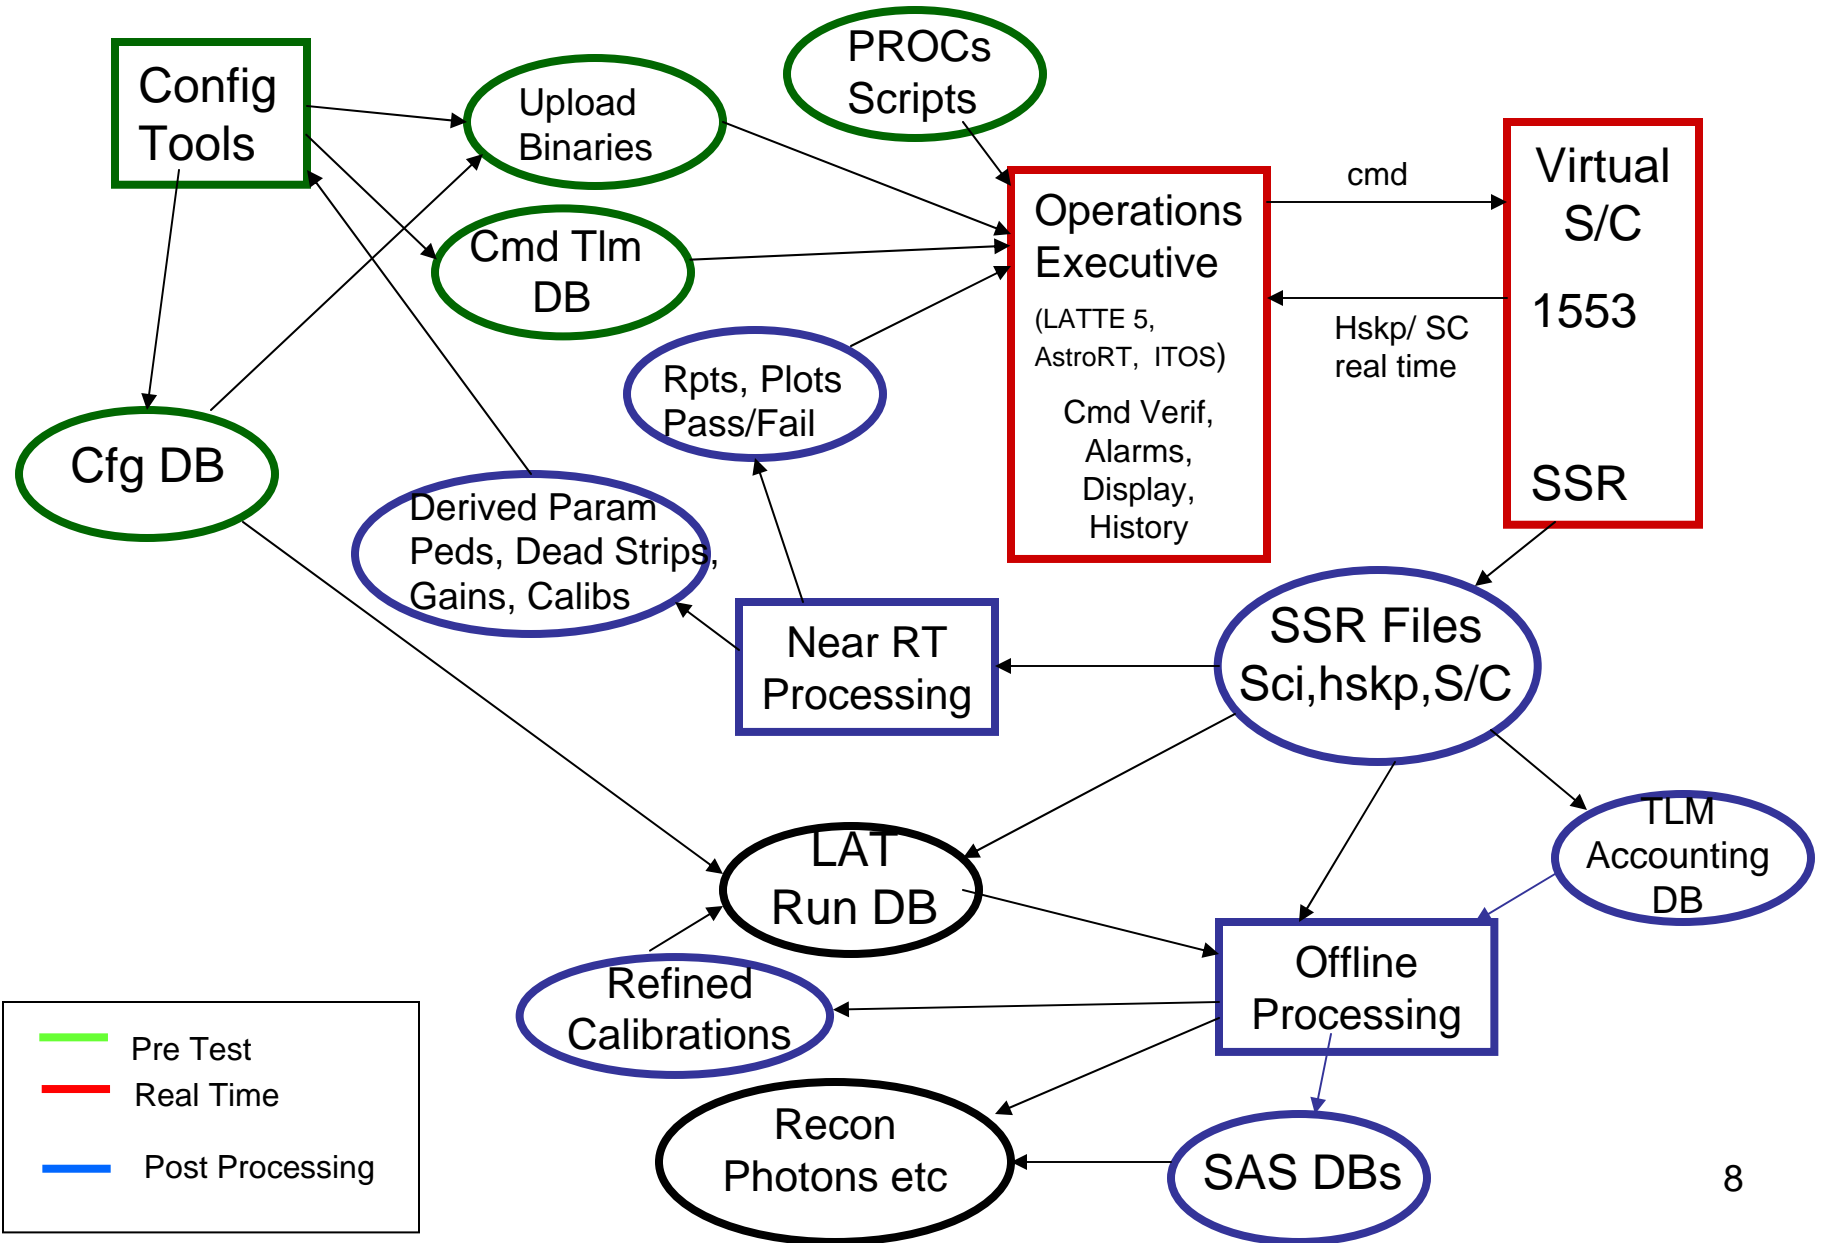 Config
Tools
Upload
Binaries
PROCs
Scripts
Cmd Tlm
DB
Operations
Executive
(LATTE 5,
AstroRT, ITOS)
Cmd Verif,
Alarms,
Display,
History
cmd
Hskp/ SC
real time
Virtual
S/C
1553
SSR
Rpts, Plots
Pass/Fail
Cfg DB
Derived Param
Peds, Dead Strips,
Gains, Calibs
Near RT
Processing
SSR Files
Sci,hskp,S/C
LAT
Run DB
TLM
Accounting
DB
Refined
Calibrations
Offline
Processing
Recon
Photons etc
SAS DBs
Pre Test
Real Time
Post Processing
8